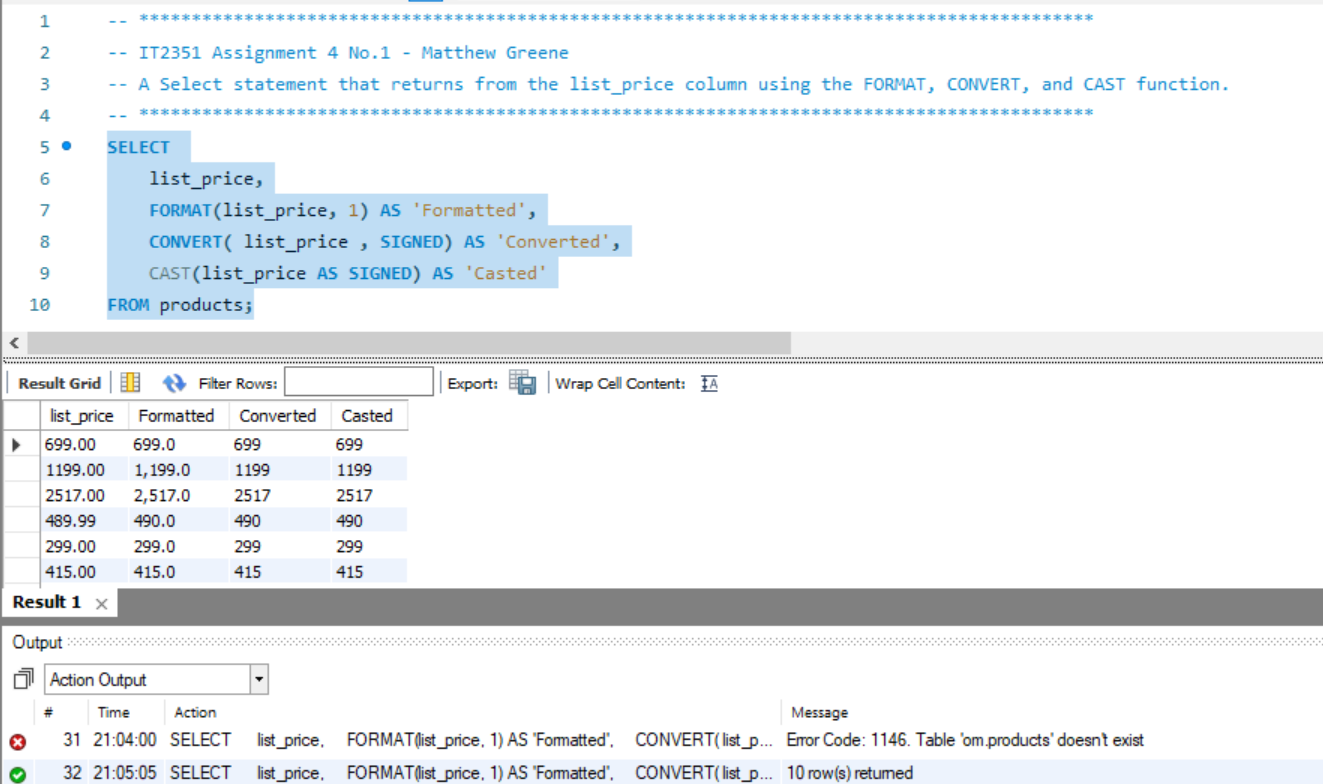 1 -- *******************************************************************************************
2 -- IT2351 Assignment 4 No.1 - Matthew Greene
3 -- A Select statement that returns from the list_price column using the FORMAT, CONVERT, and CAST function.
4 -- *******************************************************************************************
5 SELECT
6 list_price,
7 FORMAT(list_price, 1) AS 'Formatted',
8 CONVERT( list_price , SIGNED) AS 'Converted',
9 CAST(list_price AS SIGNED) AS 'Casted'
10 FROM products;
Result Grid Filter Rows: Export: Wrap Cell Content: IA
list_price Formatted Converted Casted
699.00 699.0 699 699
1199.00 1,199.0 1199 1199
2517.00 2,517.0 2517 2517
489.99 490.0 490 490
299.00 299.0 299 299
415.00 415.0 415 415
Result 1 ×
Output
Action Output
# Time Action Message
31 21:04:00 SELECT list_price, FORMAT(list_price, 1) AS 'Formatted', CONVERT( list_p... Error Code: 1146. Table 'om.products' doesn't exist
32 21:05:05 SELECT list_price, FORMAT(list_price, 1) AS 'Formatted', CONVERT( list_p... 10 row(s) returned